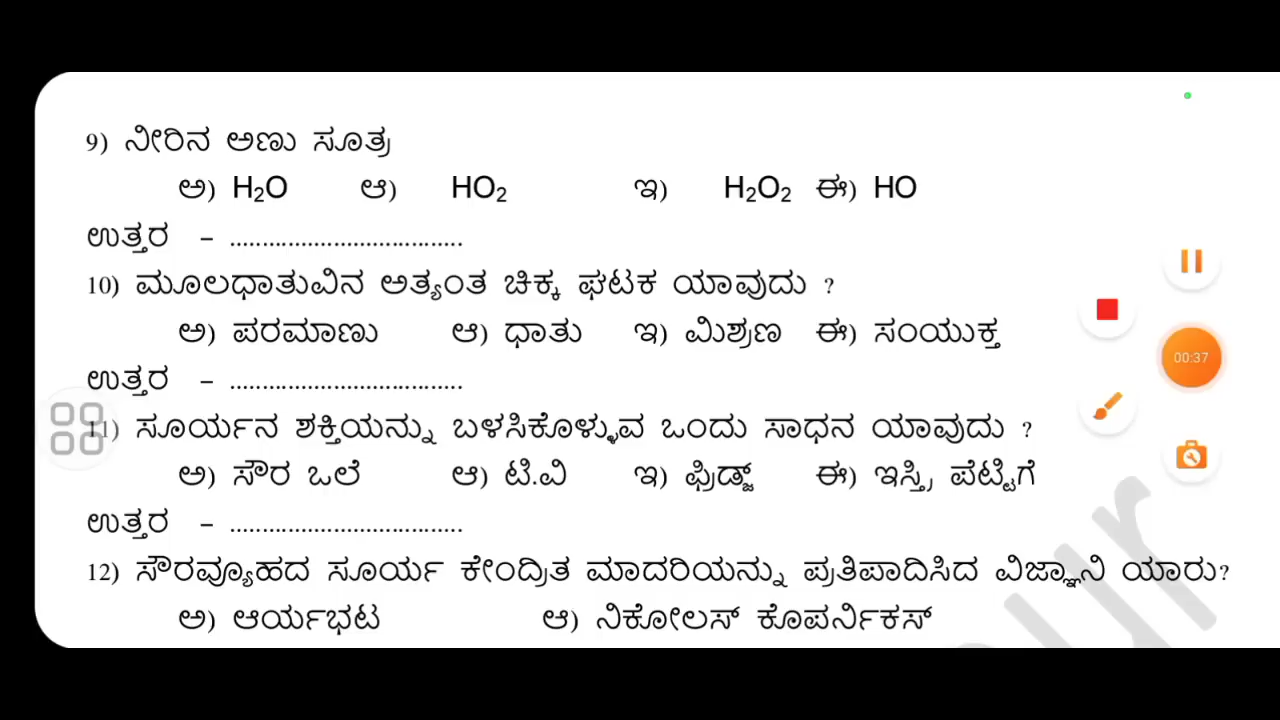 9) ನೀರಿನ ಅಣು ಸೂತ್ರ
ಅ) H₂O ಆ) HO₂ ಇ) H₂O₂ ಈ) HO
ಉತ್ತರ – ....................................
10) ಮೂಲಧಾತುವಿನ ಅತ್ಯಂತ ಚಿಕ್ಕ ಘಟಕ ಯಾವುದು ?
ಅ) ಪರಮಾಣು ಆ) ಧಾತು ಇ) ಮಿಶ್ರಣ ಈ) ಸಂಯುಕ್ತ
ಉತ್ತರ – ....................................
11) ಸೂರ್ಯನ ಶಕ್ತಿಯನ್ನು ಬಳಸಿಕೊಳ್ಳುವ ಒಂದು ಸಾಧನ ಯಾವುದು ?
ಅ) ಸೌರ ಒಲೆ ಆ) ಟಿ.ವಿ ಇ) ಫ್ರಿಡ್ಜ್ ಈ) ಇಸ್ತ್ರಿ ಪೆಟ್ಟಿಗೆ
ಉತ್ತರ – ....................................
12) ಸೌರವ್ಯೂಹದ ಸೂರ್ಯ ಕೇಂದ್ರಿತ ಮಾದರಿಯನ್ನು ಪ್ರತಿಪಾದಿಸಿದ ವಿಜ್ಞಾನಿ ಯಾರು?
ಅ) ಆರ್ಯಭಟ ಆ) ನಿಕೋಲಸ್ ಕೊಪರ್ನಿಕಸ್
00:37